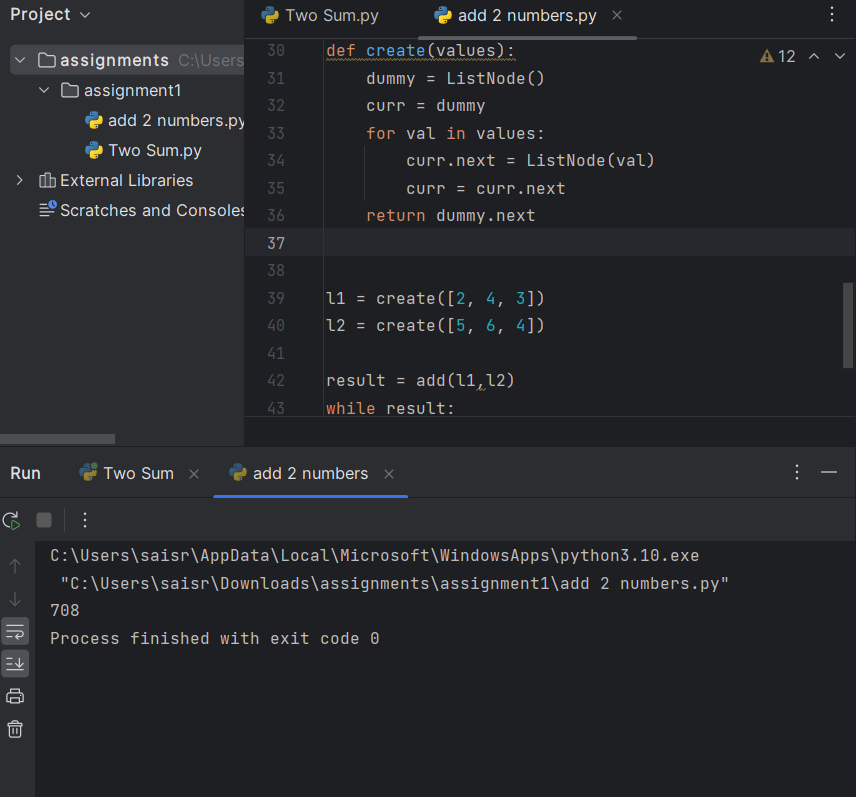 Project
Two Sum.py
add 2 numbers.py
assignments C:\Users
assignment1
add 2 numbers.py
Two Sum.py
External Libraries
Scratches and Consoles
12
30 def create(values):
31 dummy = ListNode()
32 curr = dummy
33 for val in values:
34 curr.next = ListNode(val)
35 curr = curr.next
36 return dummy.next
37
38
39 l1 = create([2, 4, 3])
40 l2 = create([5, 6, 4])
41
42 result = add(l1,l2)
43 while result:
Run
Two Sum
add 2 numbers
C:\Users\saisr\AppData\Local\Microsoft\WindowsApps\python3.10.exe
"C:\Users\saisr\Downloads\assignments\assignment1\add 2 numbers.py"
708
Process finished with exit code 0